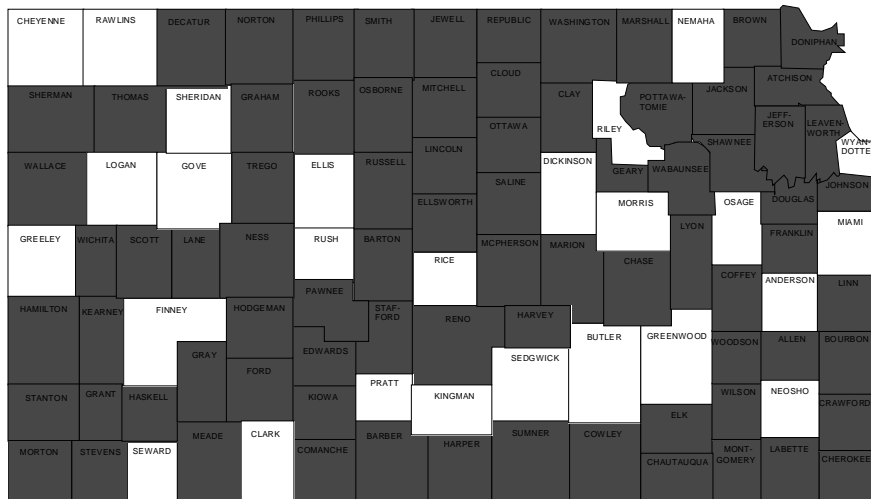 CHEYENNE
RAWLINS
DECATUR
NORTON
PHILLIPS
SMITH
JEWELL
REPUBLIC
WASHINGTON
MARSHALL
NEMAHA
BROWN
DONIPHAN
SHERMAN
THOMAS
SHERIDAN
GRAHAM
ROOKS
OSBORNE
MITCHELL
CLOUD
CLAY
RILEY
POTTAWA-
TOMIE
JACKSON
ATCHISON
JEFF-
ERSON
LEAVEN-
WORTH
WYAN-
DOTTE
OTTAWA
LINCOLN
WALLACE
LOGAN
GOVE
TREGO
ELLIS
RUSSELL
SALINE
DICKINSON
GEARY
WABAUNSEE
SHAWNEE
DOUGLAS
JOHNSON
ELLSWORTH
MORRIS
OSAGE
MIAMI
GREELEY
WICHITA
SCOTT
LANE
NESS
RUSH
BARTON
RICE
MCPHERSON
MARION
CHASE
LYON
FRANKLIN
COFFEY
ANDERSON
LINN
HAMIILTON
KEARNEY
FINNEY
HODGEMAN
PAWNEE
STAF-
FORD
RENO
HARVEY
SEDGWICK
BUTLER
GREENWOOD
WOODSON
ALLEN
BOURBON
GRAY
FORD
EDWARDS
STANTON
GRANT
HASKELL
KIOWA
PRATT
KINGMAN
ELK
WILSON
NEOSHO
CRAWFORD
MORTON
STEVENS
SEWARD
MEADE
CLARK
COMANCHE
BARBER
HARPER
SUMNER
COWLEY
CHAUTAUQUA
MONT-
GOMERY
LABETTE
CHEROKEE